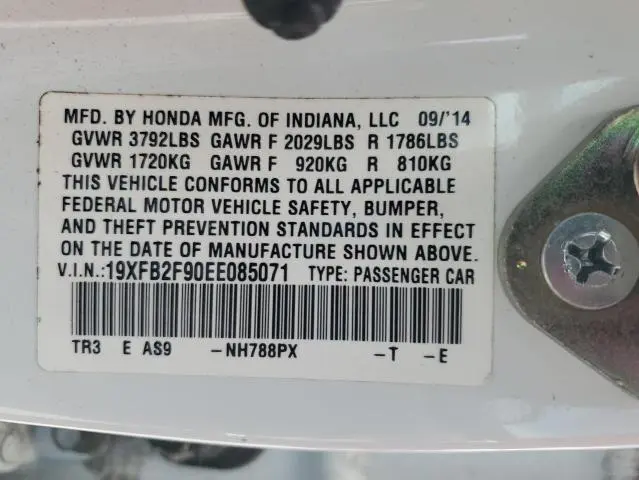 MFD. BY HONDA MFG. OF INDIANA, LLC 09/'14
GVWR 3792LBS GAWR F 2029LBS R 1786LBS
GVWR 1720KG GAWR F 920KG R 810KG
THIS VEHICLE CONFORMS TO ALL APPLICABLE
FEDERAL MOTOR VEHICLE SAFETY, BUMPER,
AND THEFT PREVENTION STANDARDS IN EFFECT
ON THE DATE OF MANUFACTURE SHOWN ABOVE.
V.I.N.:19XFB2F90EE085071 TYPE: PASSENGER CAR
TR3 E AS9 -NH788PX -T -E